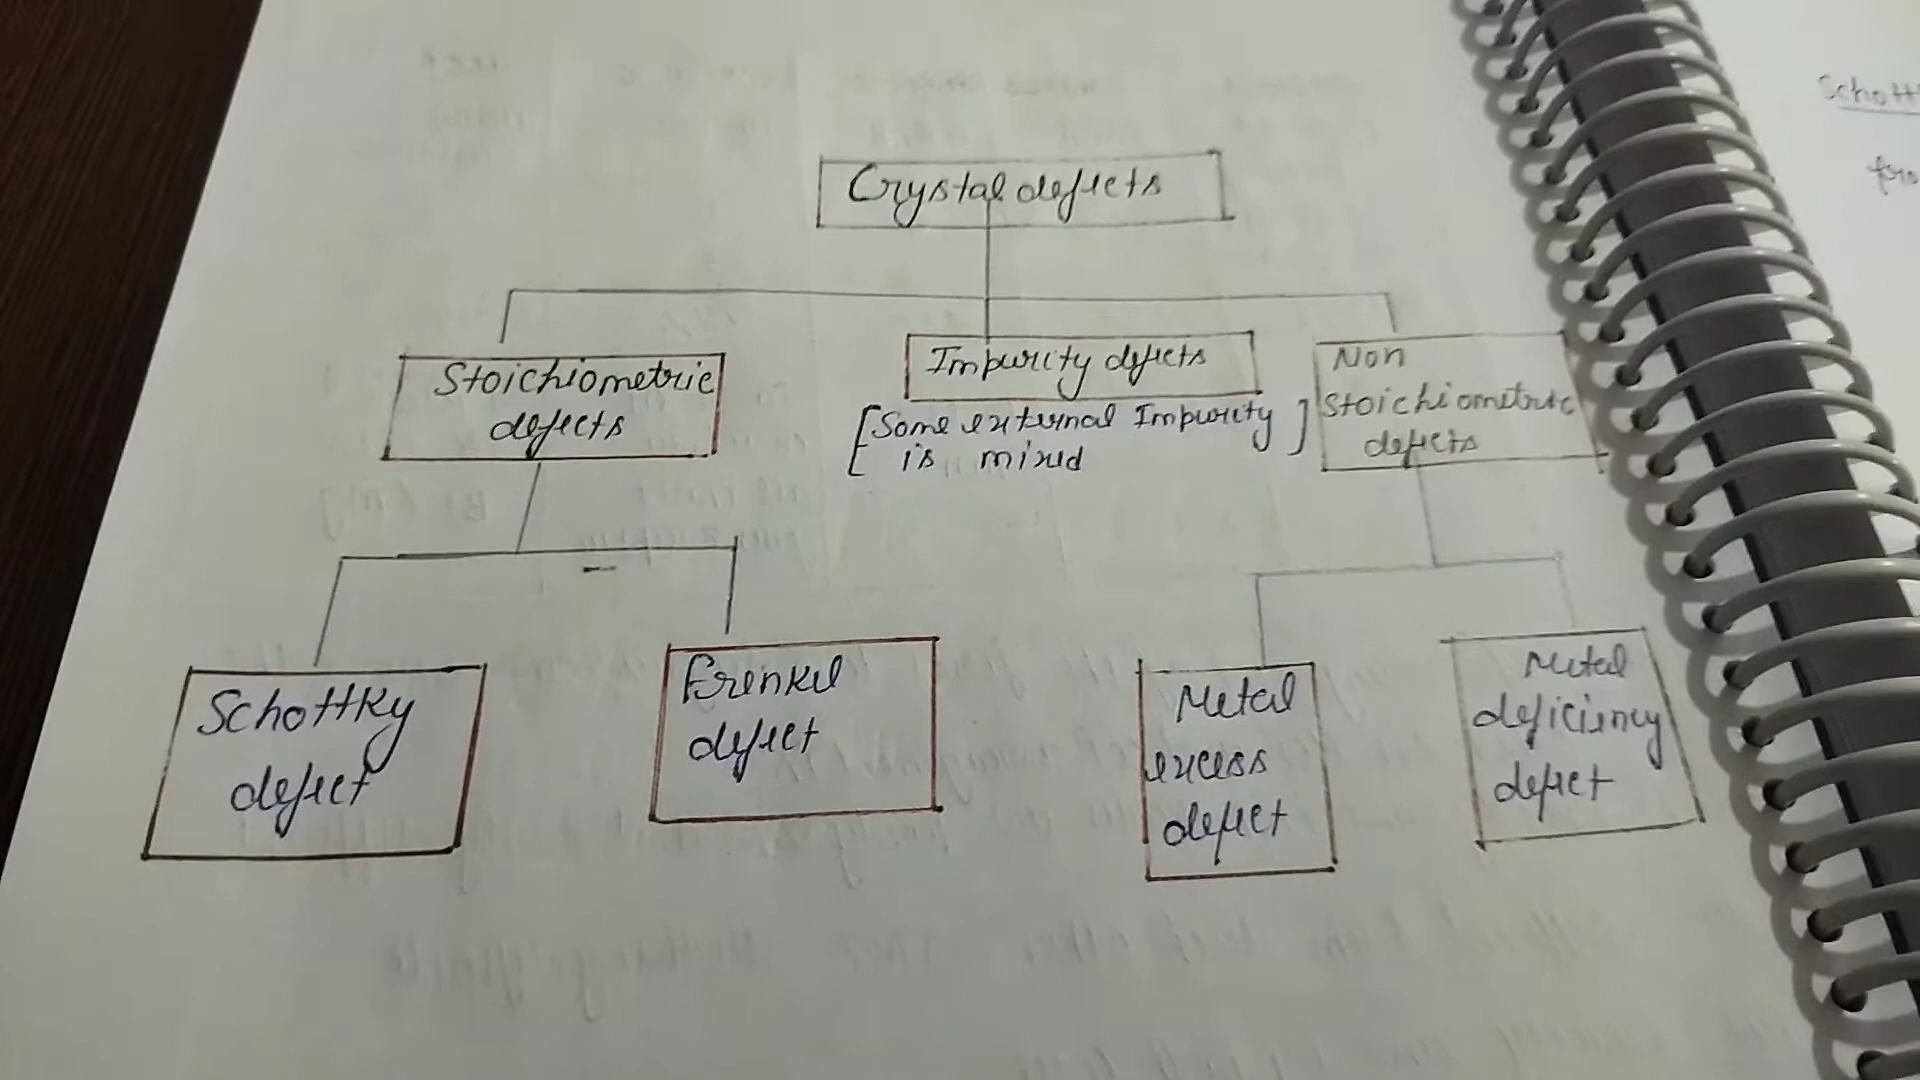 Crystal defects
Stoichiometric
defects
Impurity defects
[Some external Impurity]
is mixed
Non
Stoichiometric
defects
Schottky
defect
Frenkel
defect
Metal
excess
defect
Metal
deficiency
defect